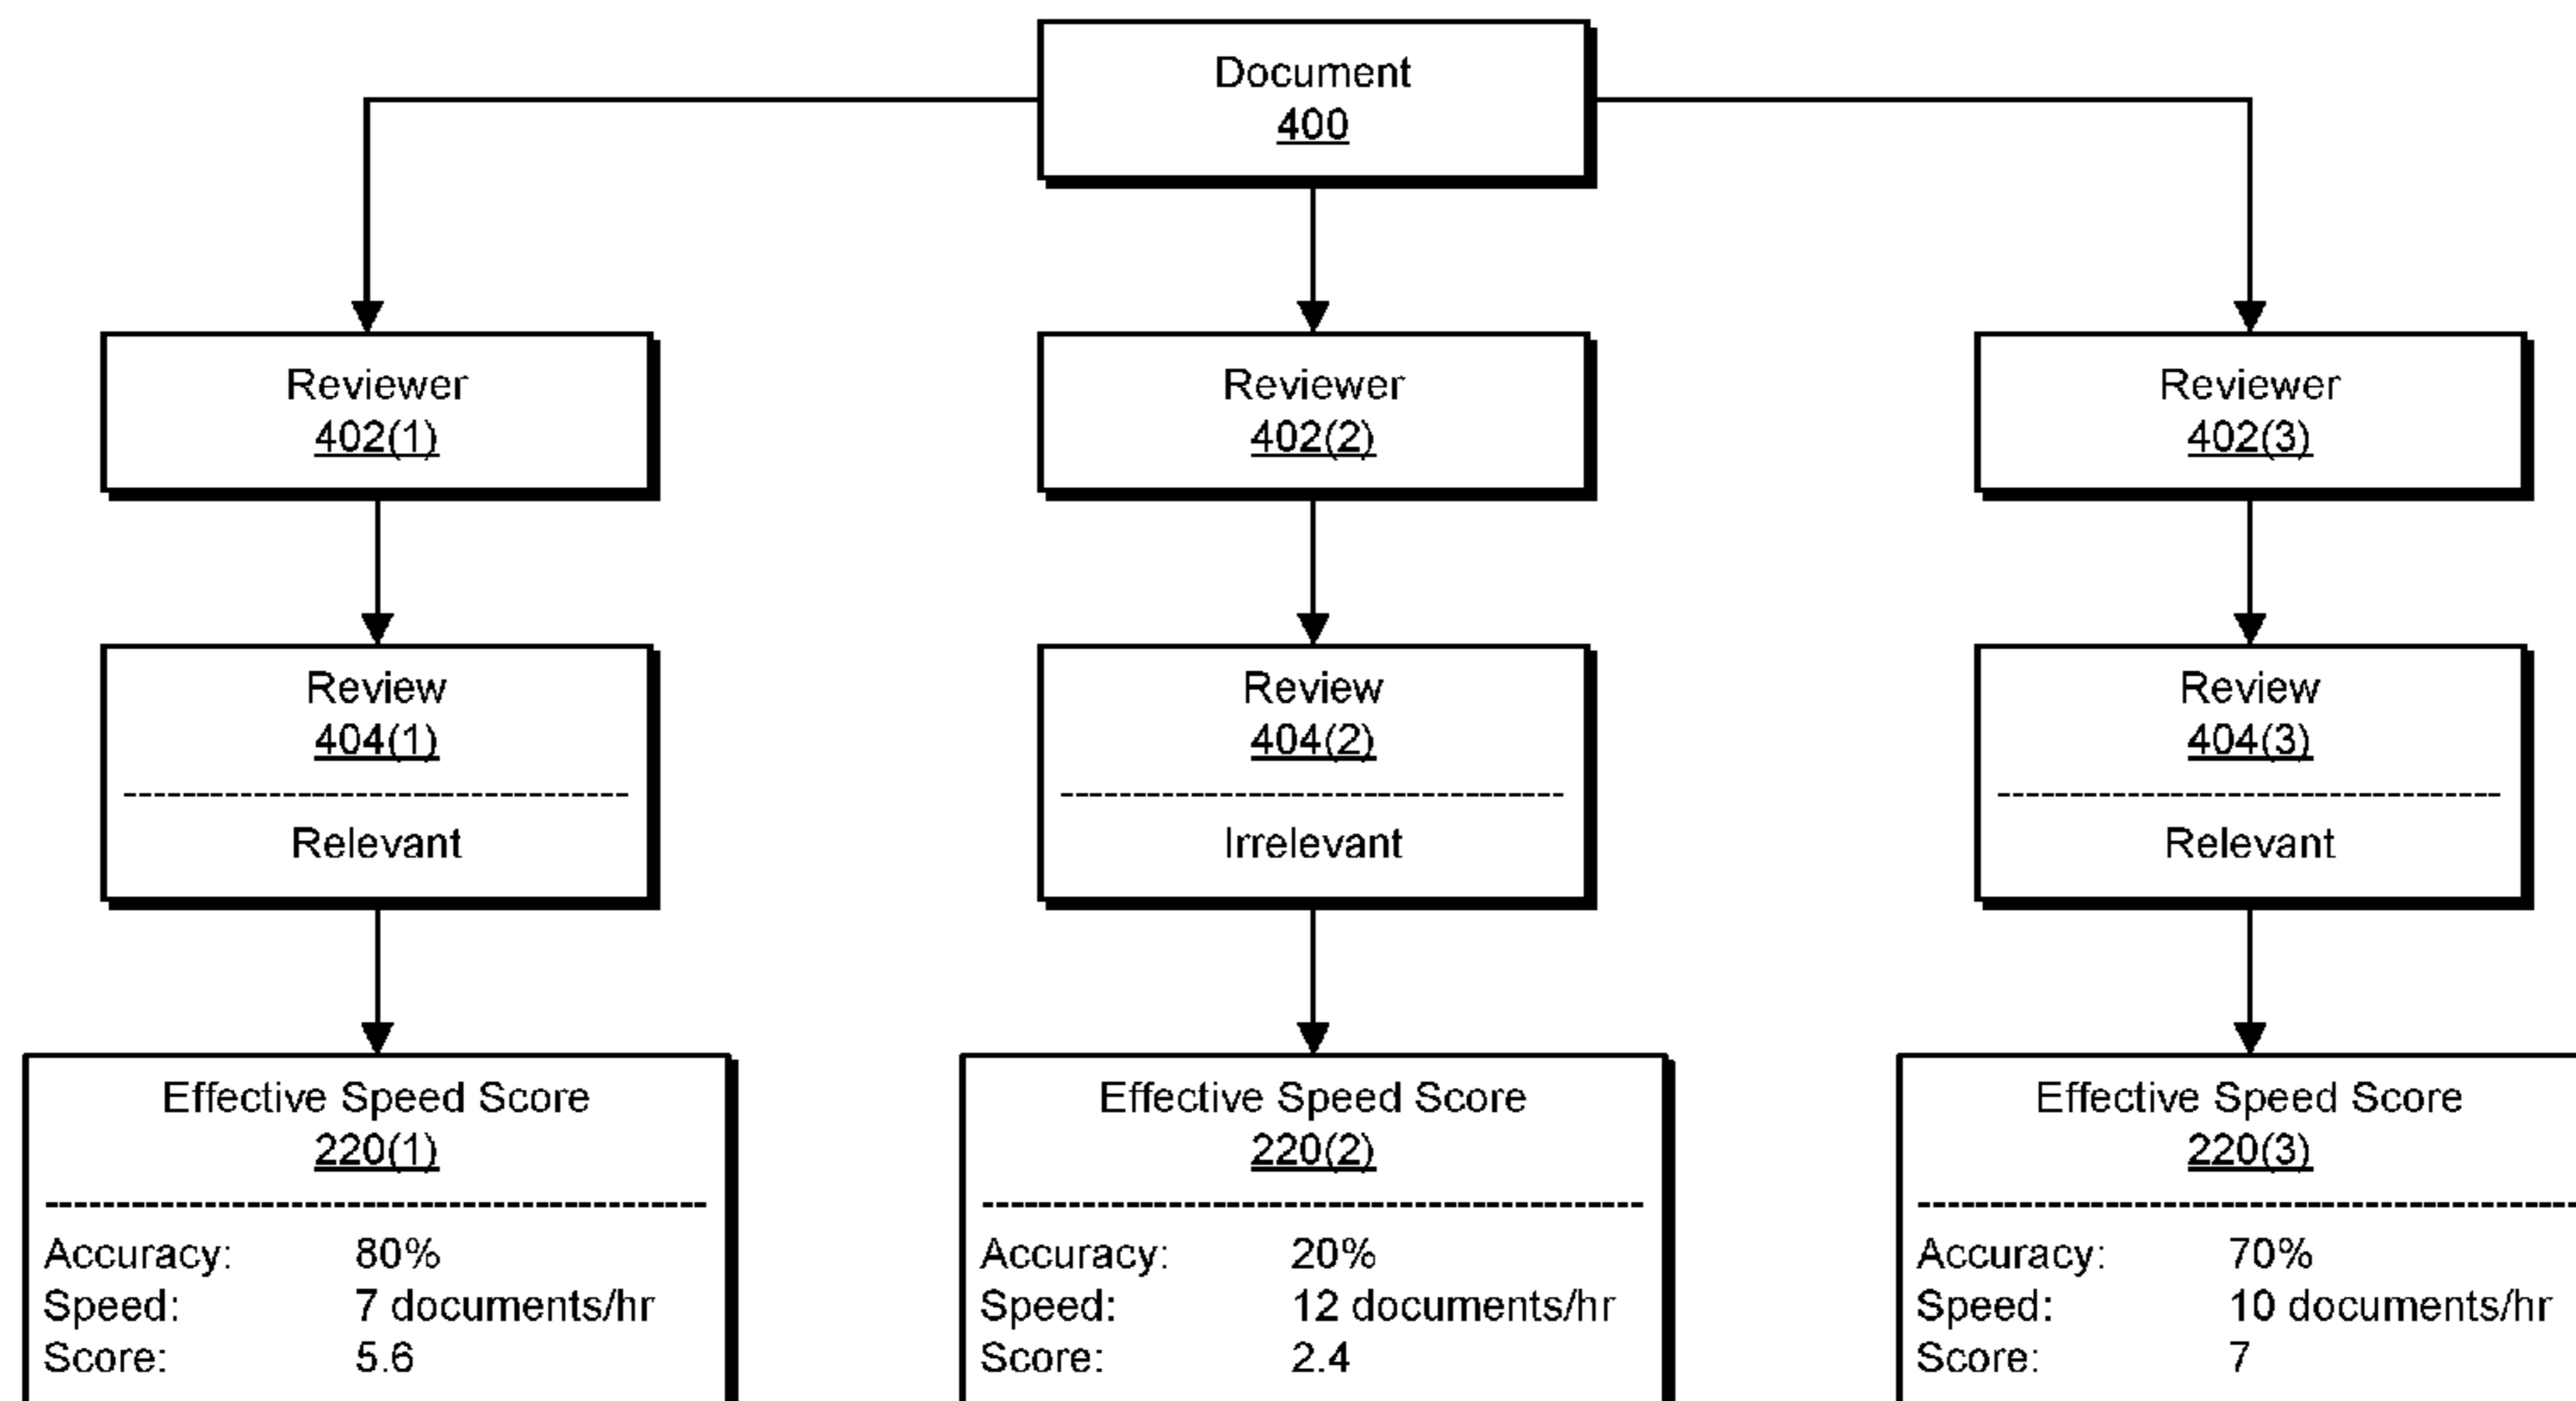 Document
400
Reviewer
402(1)
Reviewer
402(2)
Reviewer
402(3)
Review
404(1)
Relevant
Review
404(2)
Irrelevant
Review
404(3)
Relevant
Effective Speed Score
220(1)
Accuracy: 80%
Speed: 7 documents/hr
Score: 5.6
Effective Speed Score
220(2)
Accuracy: 20%
Speed: 12 documents/hr
Score: 2.4
Effective Speed Score
220(3)
Accuracy: 70%
Speed: 10 documents/hr
Score: 7